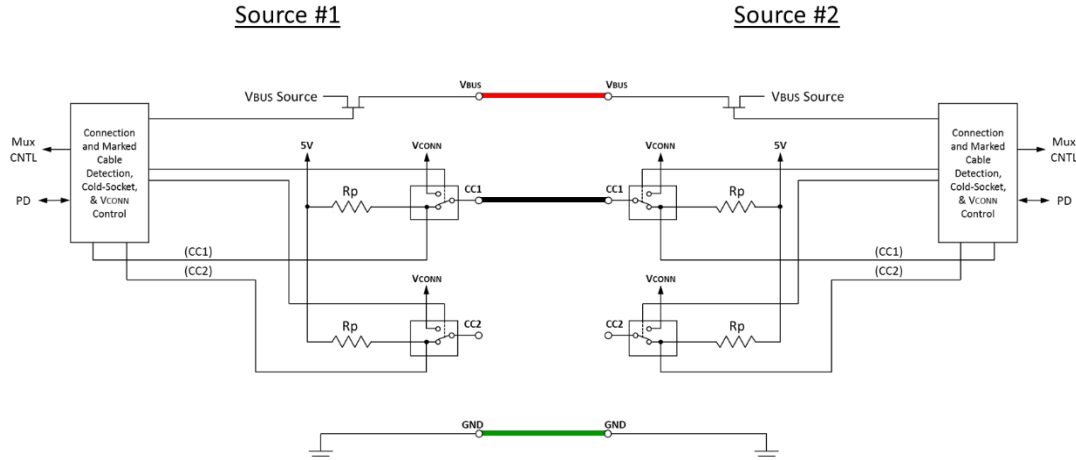 Source #1
Source #2
VBUS
VBUS
VBUS Source
VBUS Source
Connection
and Marked
Cable
Detection,
Cold-Socket,
& VCONN
Control
Mux
CNTL
PD
5V
VCONN
Rp
CC1
CC1
VCONN
5V
Rp
Connection
and Marked
Cable
Detection,
Cold-Socket,
& VCONN
Control
Mux
CNTL
PD
(CC1)
(CC2)
(CC1)
(CC2)
VCONN
Rp
CC2
CC2
VCONN
Rp
GND
GND